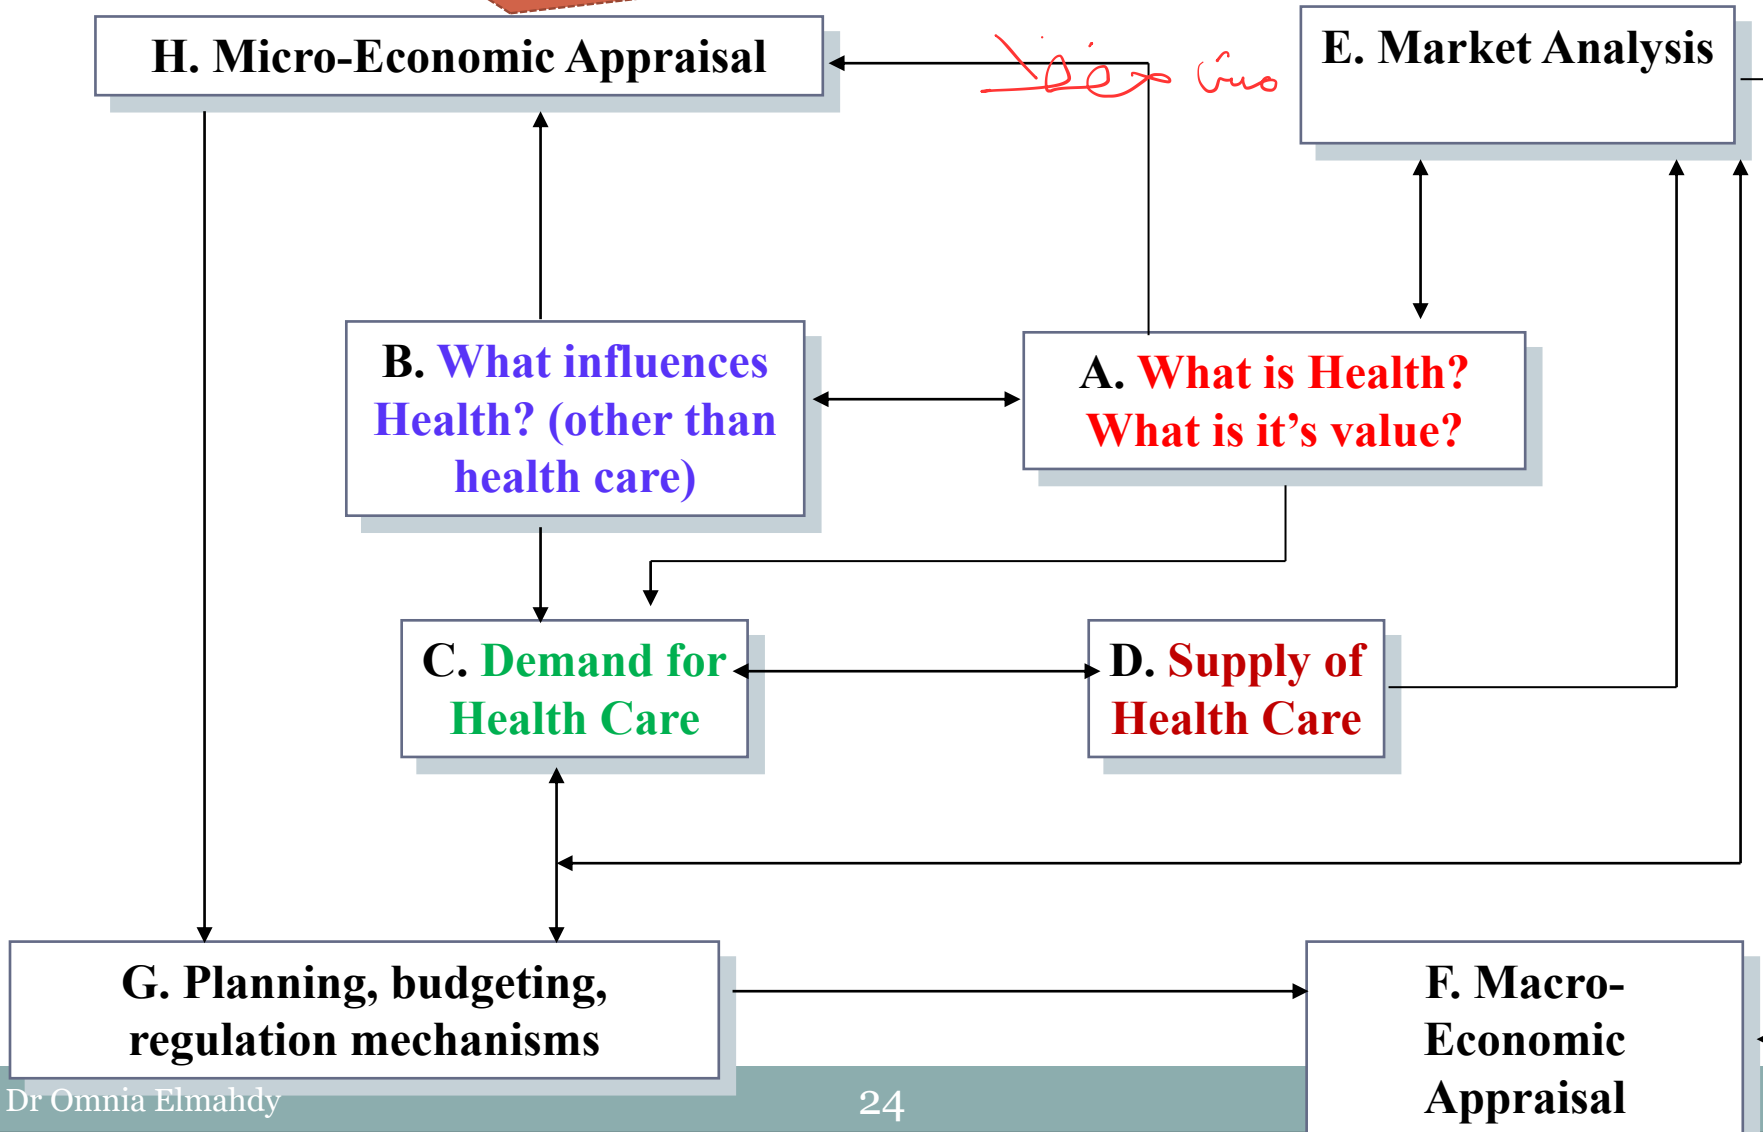 H. Micro-Economic Appraisal
مش حفظ
E. Market Analysis
B. What influences
Health? (other than
health care)
A. What is Health?
What is it’s value?
C. Demand for
Health Care
D. Supply of
Health Care
G. Planning, budgeting,
regulation mechanisms
F. Macro-
Economic
Appraisal
Dr Omnia Elmahdy
24